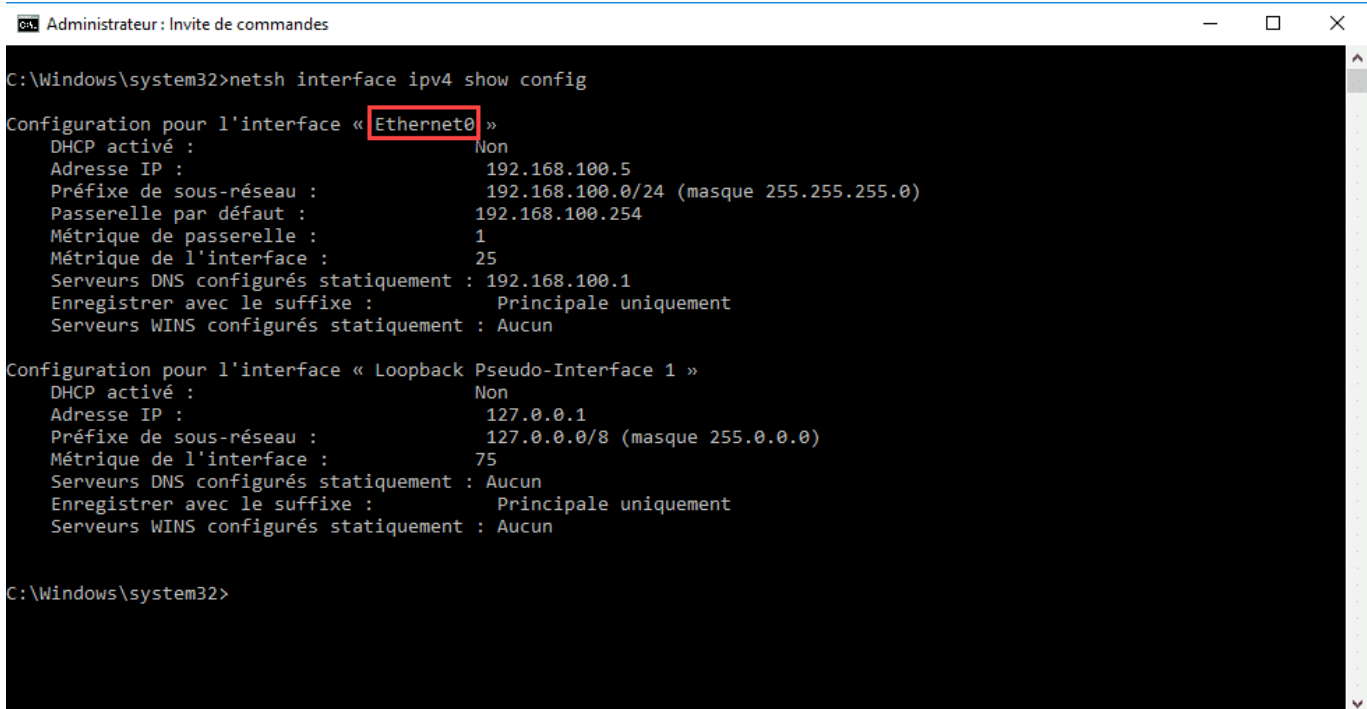 Administrateur : Invite de commandes
C:\Windows\system32>netsh interface ipv4 show config
Configuration pour l'interface « Ethernet0 »
DHCP activé : Non
Adresse IP : 192.168.100.5
Préfixe de sous-réseau : 192.168.100.0/24 (masque 255.255.255.0)
Passerelle par défaut : 192.168.100.254
Métrique de passerelle : 1
Métrique de l'interface : 25
Serveurs DNS configurés statiquement : 192.168.100.1
Enregistrer avec le suffixe : Principale uniquement
Serveurs WINS configurés statiquement : Aucun
Configuration pour l'interface « Loopback Pseudo-Interface 1 »
DHCP activé : Non
Adresse IP : 127.0.0.1
Préfixe de sous-réseau : 127.0.0.0/8 (masque 255.0.0.0)
Métrique de l'interface : 75
Serveurs DNS configurés statiquement : Aucun
Enregistrer avec le suffixe : Principale uniquement
Serveurs WINS configurés statiquement : Aucun
C:\Windows\system32>